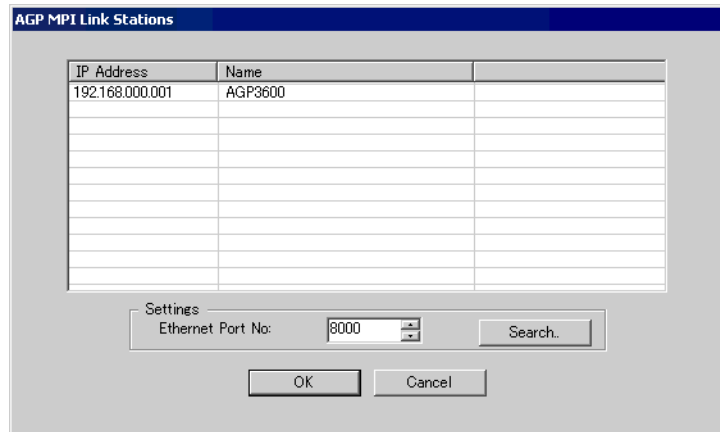 AGP MPI Link Stations
IP Address Name
192.168.000.001 AGP3600
Settings
Ethernet Port No: 8000 Search..
OK Cancel